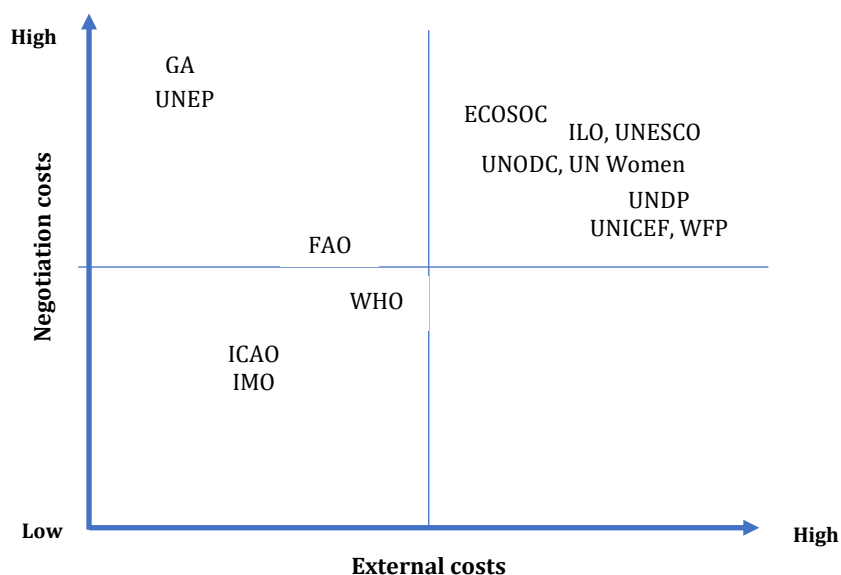 High
GA
UNEP
ECOSOC
ILO, UNESCO
UNODC, UN Women
UNDP
UNICEF, WFP
FAO
WHO
ICAO
IMO
Negotiation costs
Low
High
External costs